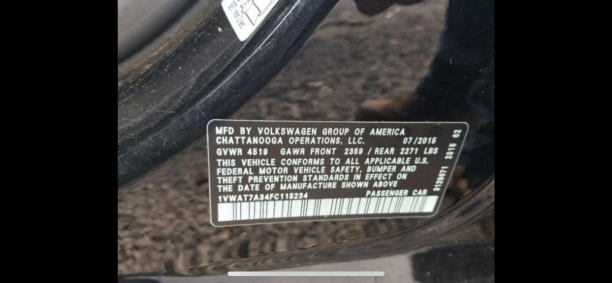 MFD BY VOLKSWAGEN GROUP OF AMERICA
CHATTANOOGA OPERATIONS, LLC. 07/2015
GVWR 4519 GAWR FRONT 2359 / REAR 2271 LBS
THIS VEHICLE CONFORMS TO ALL APPLICABLE U.S.
FEDERAL MOTOR VEHICLE SAFETY, BUMPER AND
THEFT PREVENTION STANDARDS IN EFFECT ON
THE DATE OF MANUFACTURE SHOWN ABOVE
1VWAT7A34FC115234 PASSENGER CAR